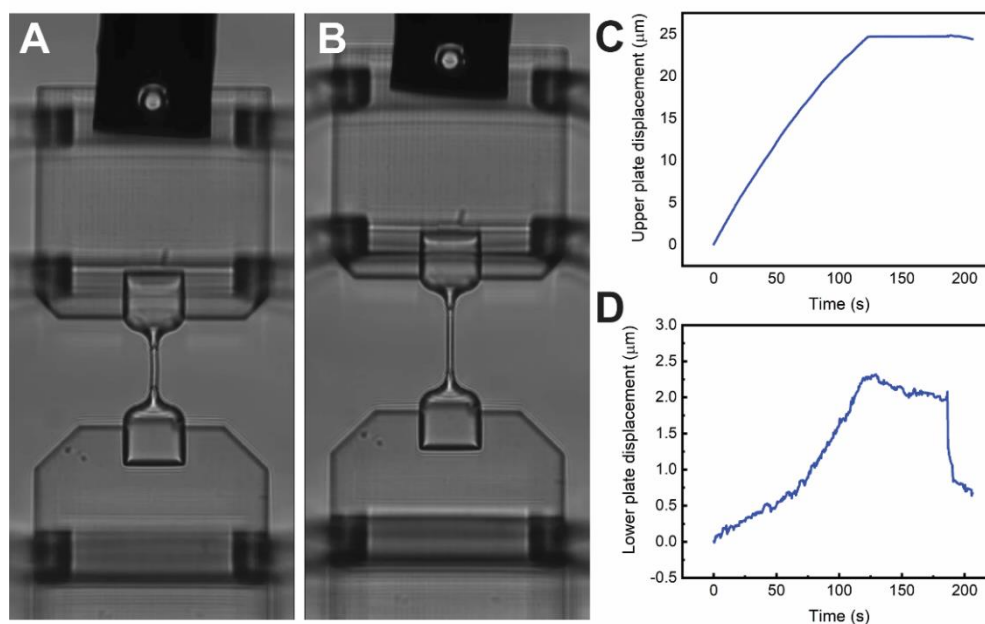 A
B
C
Upper plate displacement (μm)
25
20
15
10
5
0
0 50 100 150 200
Time (s)
D
Lower plate displacement (μm)
3.0
2.5
2.0
1.5
1.0
0.5
0.0
-0.5
0 50 100 150 200
Time (s)